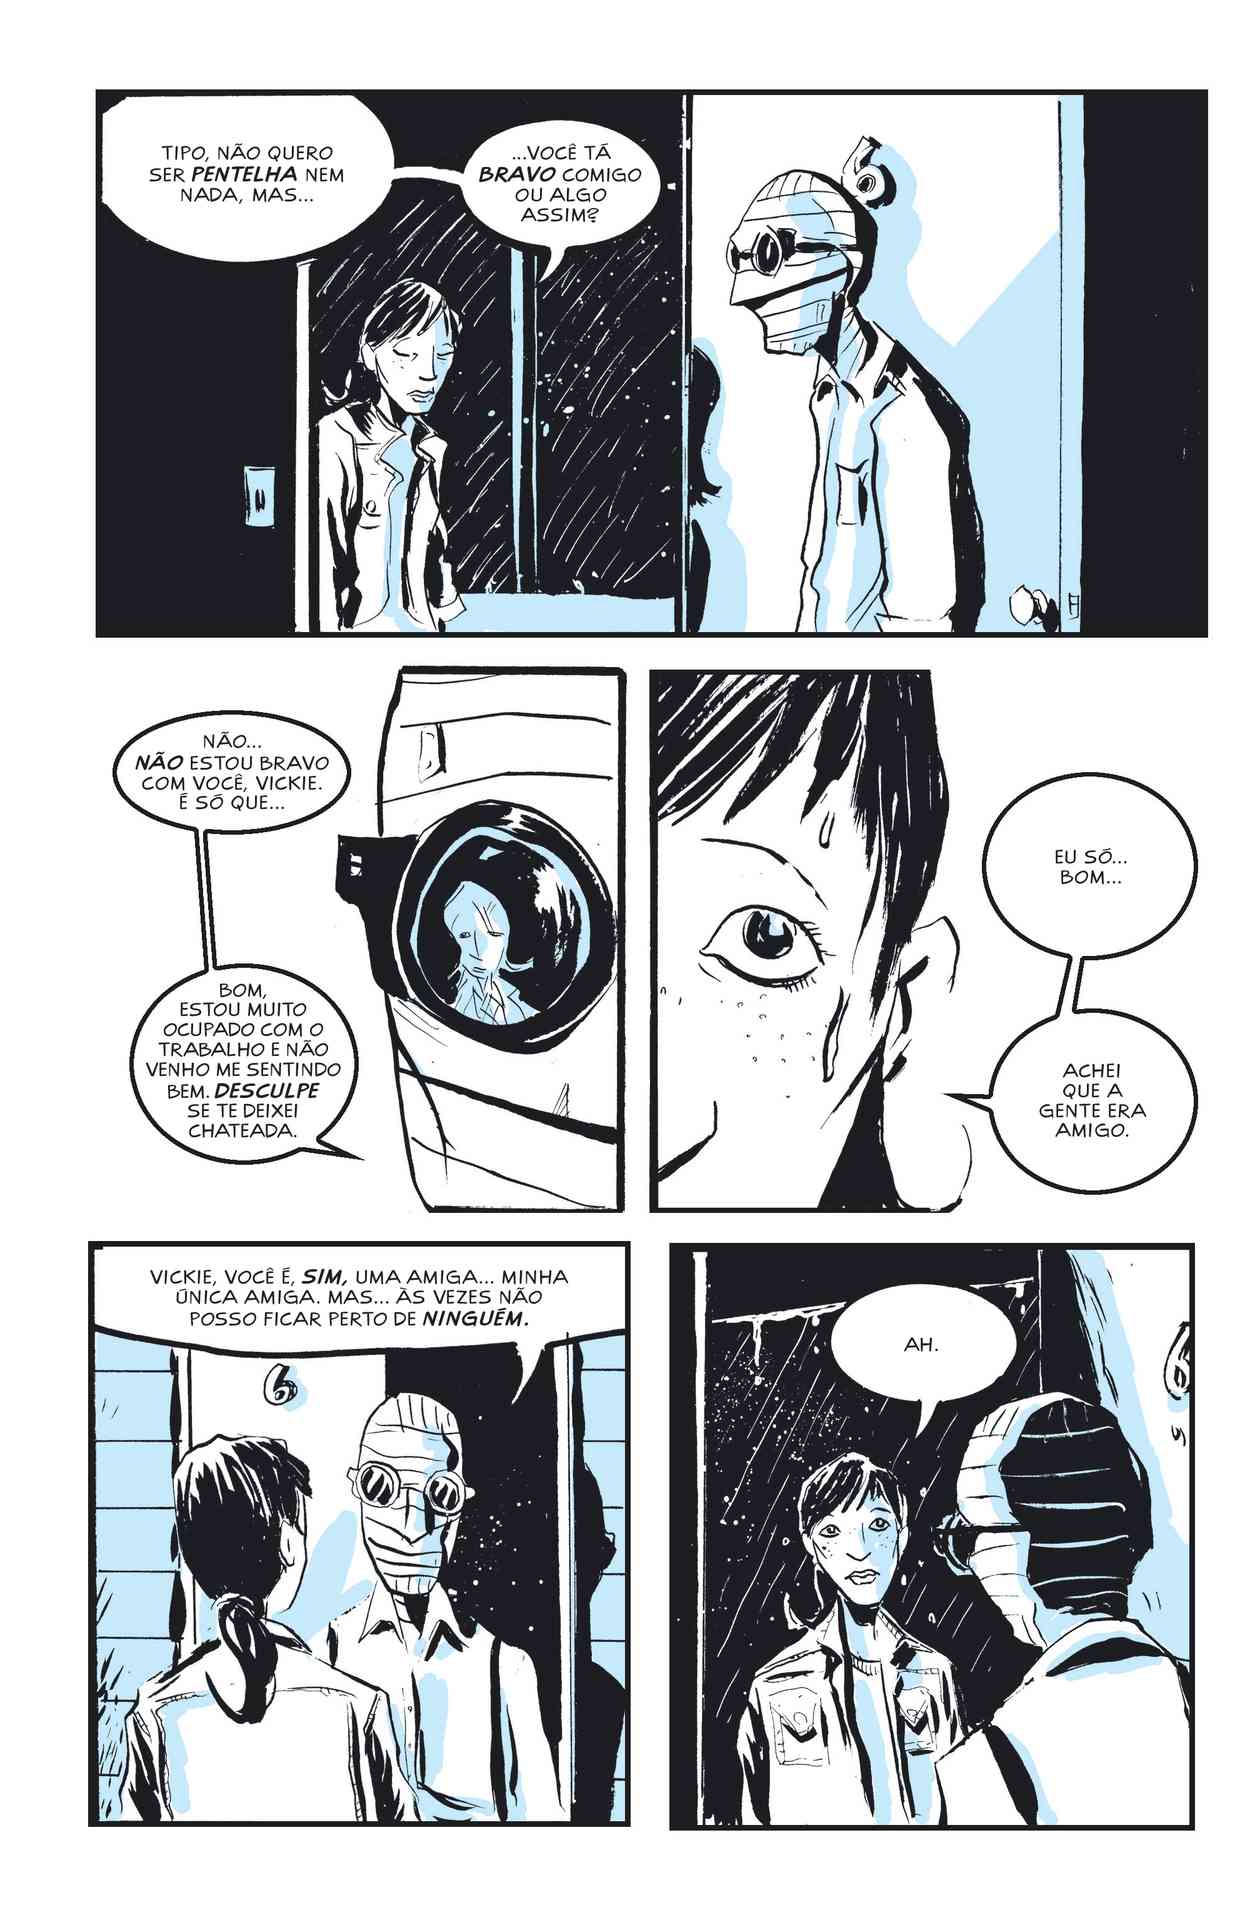 TIPO, NÃO QUERO
SER PENTELHA NEM
NADA, MAS...
...VOCÊ TÁ
BRAVO COMIGO
OU ALGO
ASSIM?
6
NÃO...
NÃO ESTOU BRAVO
COM VOCÊ, VICKIE.
É SÓ QUE...
BOM,
ESTOU MUITO
OCUPADO COM O
TRABALHO E NÃO
VENHO ME SENTINDO
BEM. DESCULPE
SE TE DEIXEI
CHATEADA.
EU SÓ...
BOM...
ACHEI
QUE A
GENTE ERA
AMIGO.
VICKIE, VOCÊ É, SIM, UMA AMIGA... MINHA
ÚNICA AMIGA. MAS... ÀS VEZES NÃO
POSSO FICAR PERTO DE NINGUÉM.
6
AH.
6